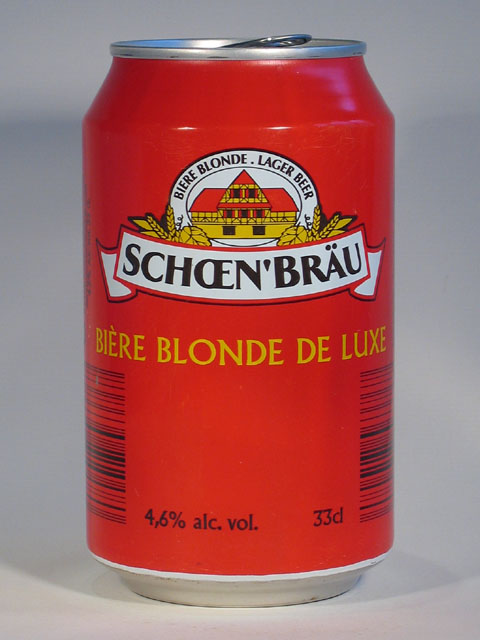 BIÈRE BLONDE . LAGER BEER
SCHŒN'BRÄU
BIÈRE BLONDE DE LUXE
4,6% alc. vol. 33cl